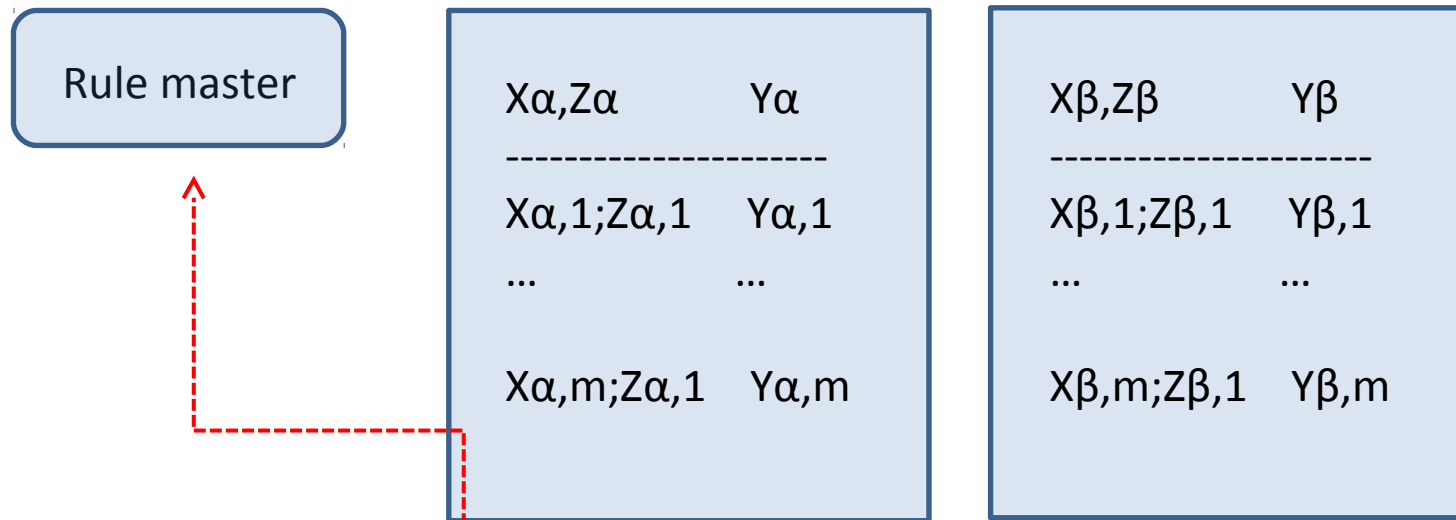 Rule master
Xα,Zα Yα
----------------------
Xα,1;Zα,1 Yα,1
... ...
Xα,m;Zα,1 Yα,m
Xβ,Zβ Yβ
----------------------
Xβ,1;Zβ,1 Yβ,1
... ...
Xβ,m;Zβ,1 Yβ,m